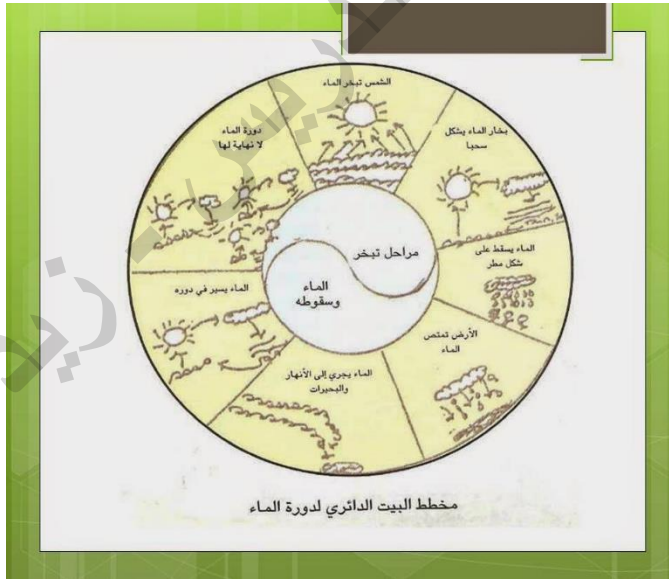 الشمس تبخر الماء
بخار الماء يشكل
سحبا
الماء يسقط على
شكل مطر
الأرض تمتص
الماء
الماء يجري إلى الأنهار
والبحيرات
الماء يسير في دوره
دورة الماء
لا نهاية لها
مراحل تبخر
الماء
وسقوطه
مخطط البيت الدائري لدورة الماء